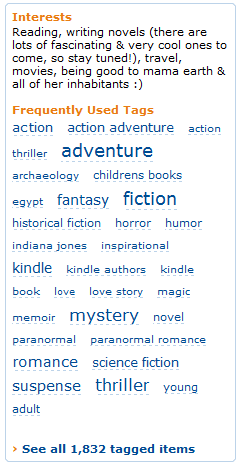 Interests
Reading, writing novels (there are
lots of fascinating & very cool ones to
come, so stay tuned!), travel,
movies, being good to mama earth &
all of her inhabitants :)
Frequently Used Tags
action action adventure action
thriller adventure
archaeology childrens books
egypt fantasy fiction
historical fiction horror humor
indiana jones inspirational
kindle kindle authors kindle
book love love story magic
memoir mystery novel
paranormal paranormal romance
romance science fiction
suspense thriller young
adult
› See all 1,832 tagged items